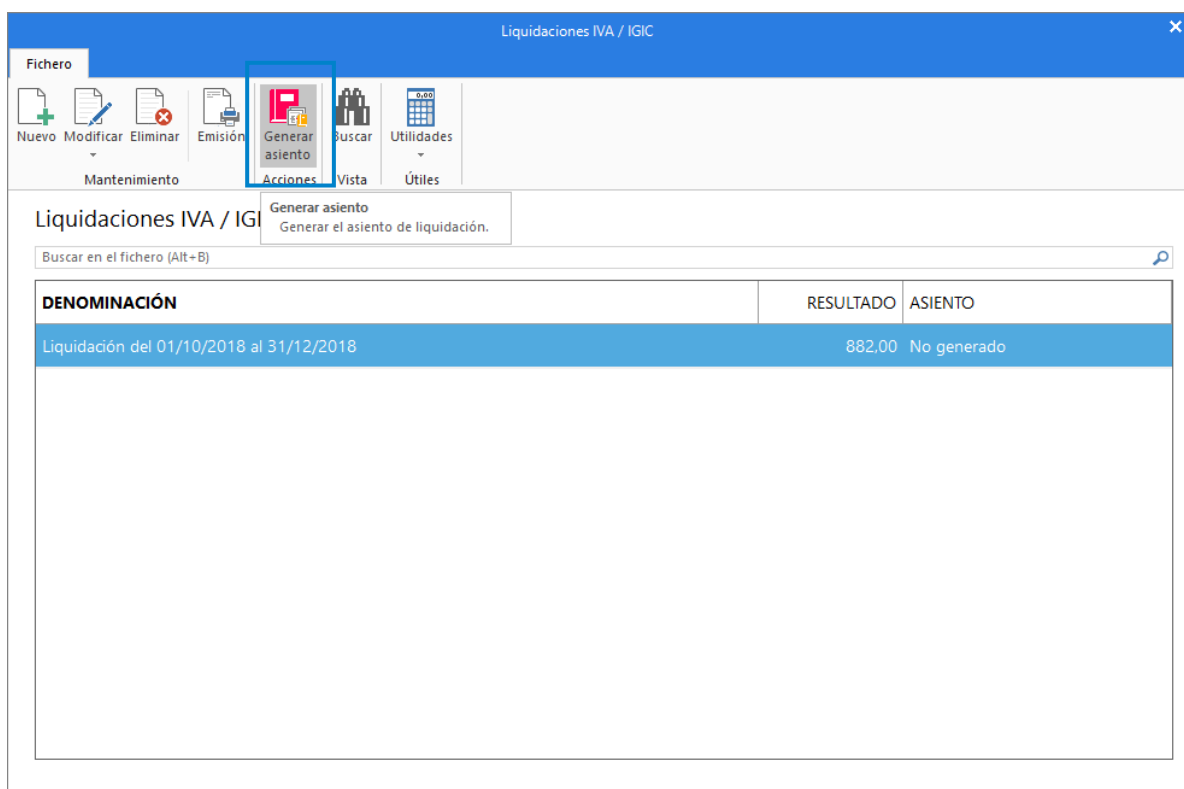 Liquidaciones IVA / IGIC
Fichero
Nuevo Modificar Eliminar Emisión Generar asiento Buscar Utilidades
Mantenimiento Acciones Vista Útiles
Liquidaciones IVA / IGI
Generar asiento
Generar el asiento de liquidación.
Buscar en el fichero (Alt+B)
DENOMINACIÓN RESULTADO ASIENTO
Liquidación del 01/10/2018 al 31/12/2018 882,00 No generado